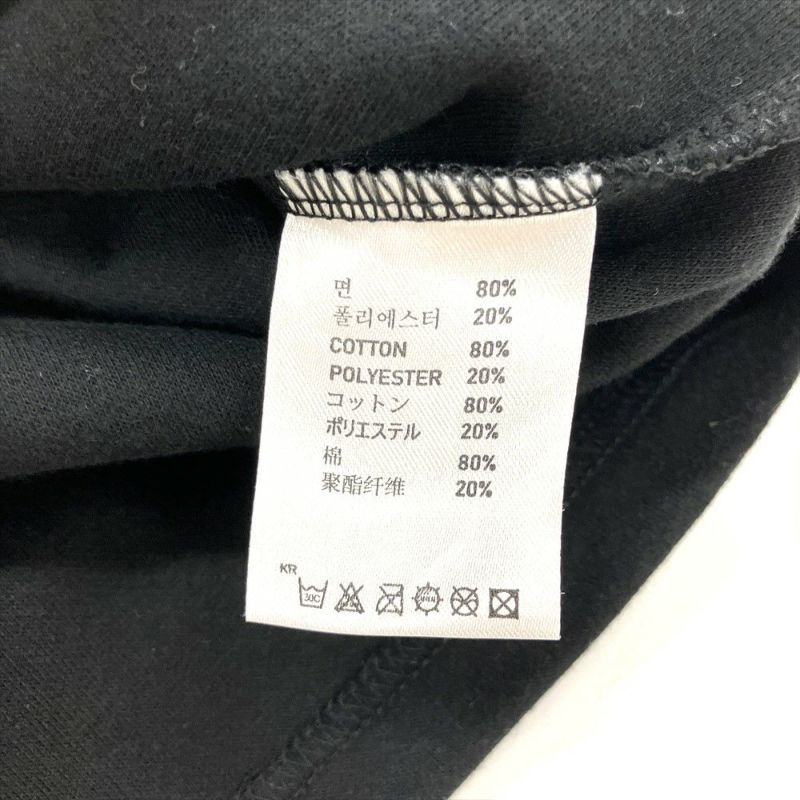 면 80%
폴리에스터 20%
COTTON 80%
POLYESTER 20%
コットン 80%
ポリエステル 20%
棉 80%
聚酯纤维 20%
KR
30C